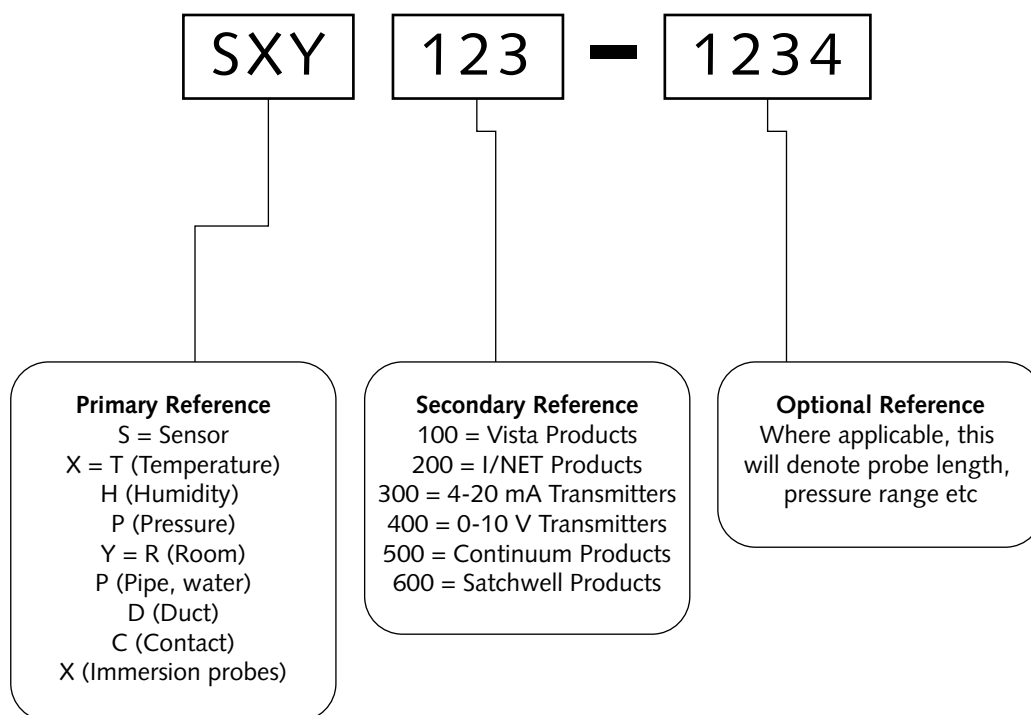 SXY 123 - 1234
Primary Reference
S = Sensor
X = T (Temperature)
H (Humidity)
P (Pressure)
Y = R (Room)
P (Pipe, water)
D (Duct)
C (Contact)
X (Immersion probes)
Secondary Reference
100 = Vista Products
200 = I/NET Products
300 = 4-20 mA Transmitters
400 = 0-10 V Transmitters
500 = Continuum Products
600 = Satchwell Products
Optional Reference
Where applicable, this
will denote probe length,
pressure range etc